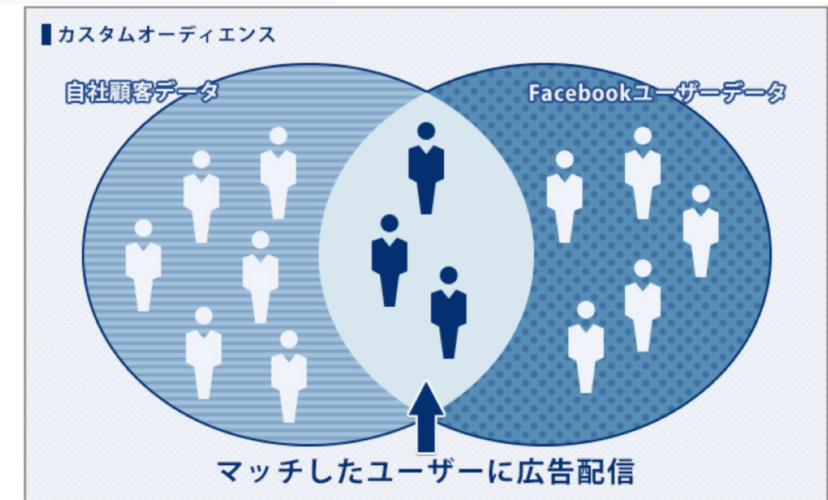 カスタムオーディエンス
自社顧客データ
Facebookユーザーデータ
マッチしたユーザーに広告配信